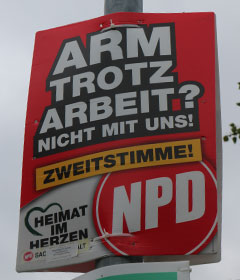 ARM
TROTZ
ARBEIT?
NICHT MIT UNS!
ZWEITSTIMME!
HEIMAT
IM
HERZEN
NPD